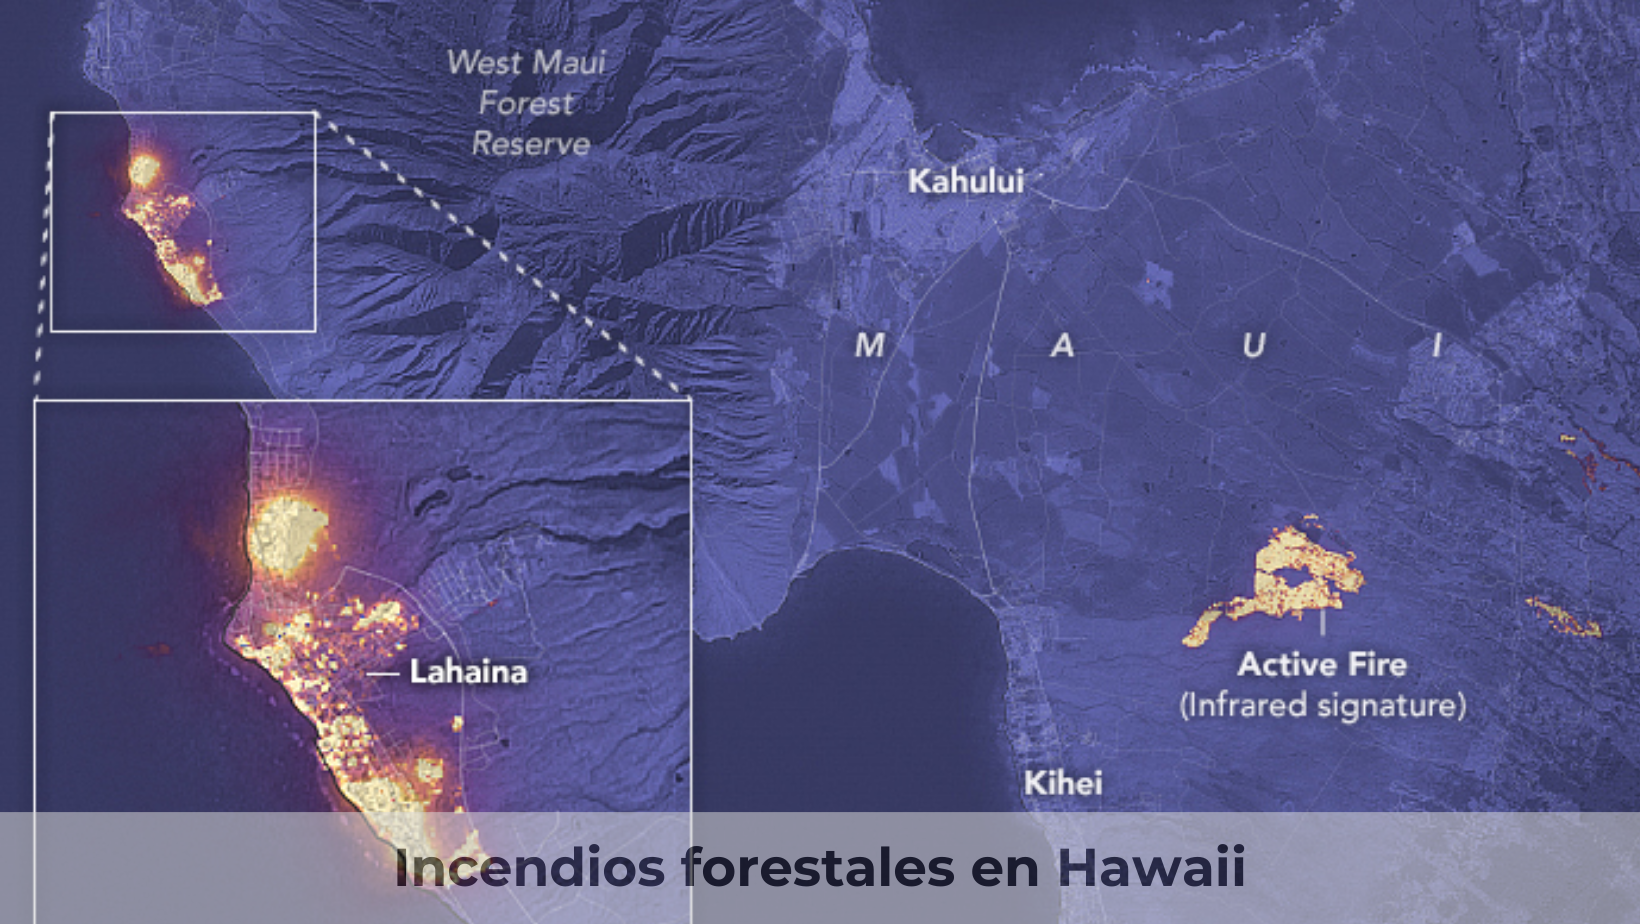 West Maui
Forest
Reserve
Kahului
M A U I
Lahaina
Active Fire
(Infrared signature)
Kihei
Incendios forestales en Hawaii